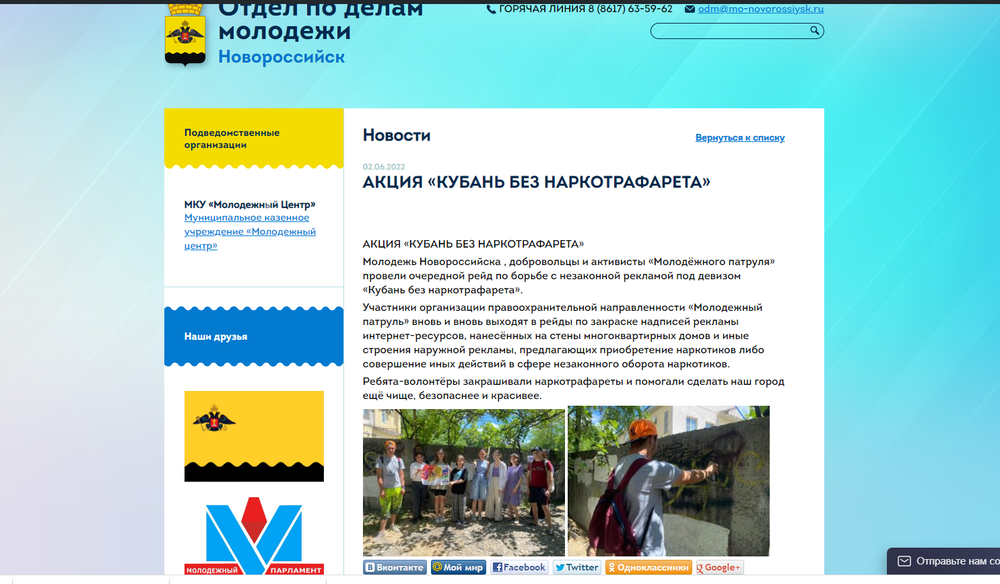 Отдел по делам
молодежи
Новороссийск
ГОРЯЧАЯ ЛИНИЯ 8 (8617) 63-59-62
odm@mo-novorossiysk.ru
Подведомственные
организации
МКУ «Молодежный Центр»
Муниципальное казенное
учреждение «Молодежный
центр»
Наши друзья
МОЛОДЕЖНЫЙ ПАРЛАМЕНТ
Новости
Вернуться к списку
02.06.2022
АКЦИЯ «КУБАНЬ БЕЗ НАРКОТРАФАРЕТА»
АКЦИЯ «КУБАНЬ БЕЗ НАРКОТРАФАРЕТА»
Молодежь Новороссийска , добровольцы и активисты «Молодёжного патруля»
провели очередной рейд по борьбе с незаконной рекламой под девизом
«Кубань без наркотрафарета».
Участники организации правоохранительной направленности «Молодежный
патруль» вновь и вновь выходят в рейды по закраске надписей рекламы
интернет-ресурсов, нанесённых на стены многоквартирных домов и иные
строения наружной рекламы, предлагающих приобретение наркотиков либо
совершение иных действий в сфере незаконного оборота наркотиков.
Ребята-волонтёры закрашивали наркотрафареты и помогали сделать наш город
ещё чище, безопаснее и красивее.
Вконтакте Мой мир Facebook Twitter Одноклассники Google+
Отправьте нам со